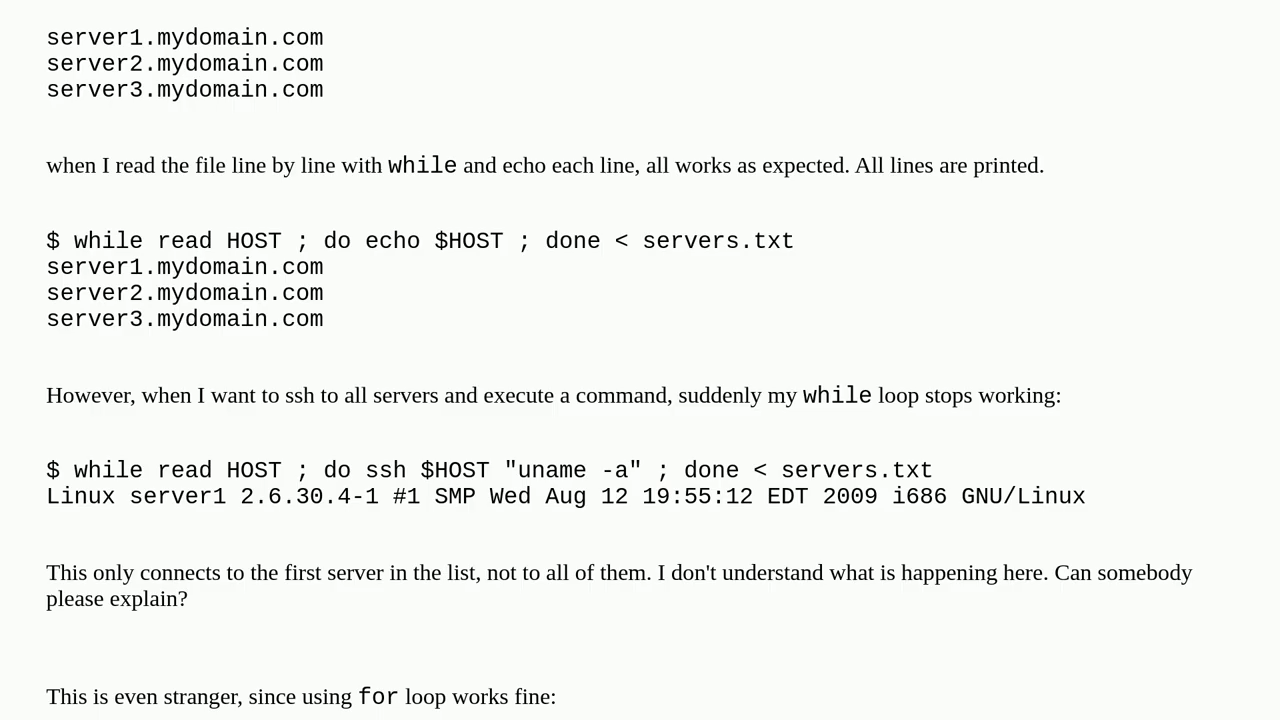 server1.mydomain.com
server2.mydomain.com
server3.mydomain.com
when I read the file line by line with while and echo each line, all works as expected. All lines are printed.
$ while read HOST ; do echo $HOST ; done < servers.txt
server1.mydomain.com
server2.mydomain.com
server3.mydomain.com
However, when I want to ssh to all servers and execute a command, suddenly my while loop stops working:
$ while read HOST ; do ssh $HOST "uname -a" ; done < servers.txt
Linux server1 2.6.30.4-1 #1 SMP Wed Aug 12 19:55:12 EDT 2009 i686 GNU/Linux
This only connects to the first server in the list, not to all of them. I don't understand what is happening here. Can somebody
please explain?
This is even stranger, since using for loop works fine: